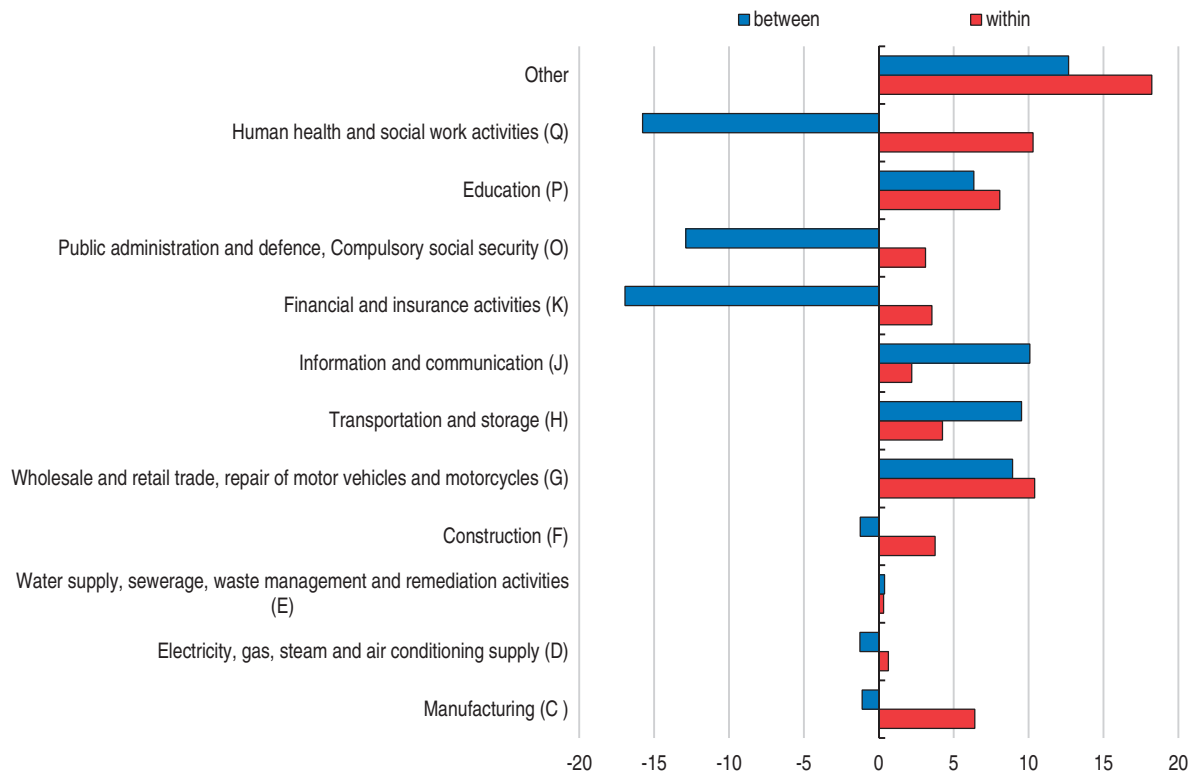 between within
Other
Human health and social work activities (Q)
Education (P)
Public administration and defence, Compulsory social security (O)
Financial and insurance activities (K)
Information and communication (J)
Transportation and storage (H)
Wholesale and retail trade, repair of motor vehicles and motorcycles (G)
Construction (F)
Water supply, sewerage, waste management and remediation activities
(E)
Electricity, gas, steam and air conditioning supply (D)
Manufacturing (C )
-20 -15 -10 -5 0 5 10 15 20